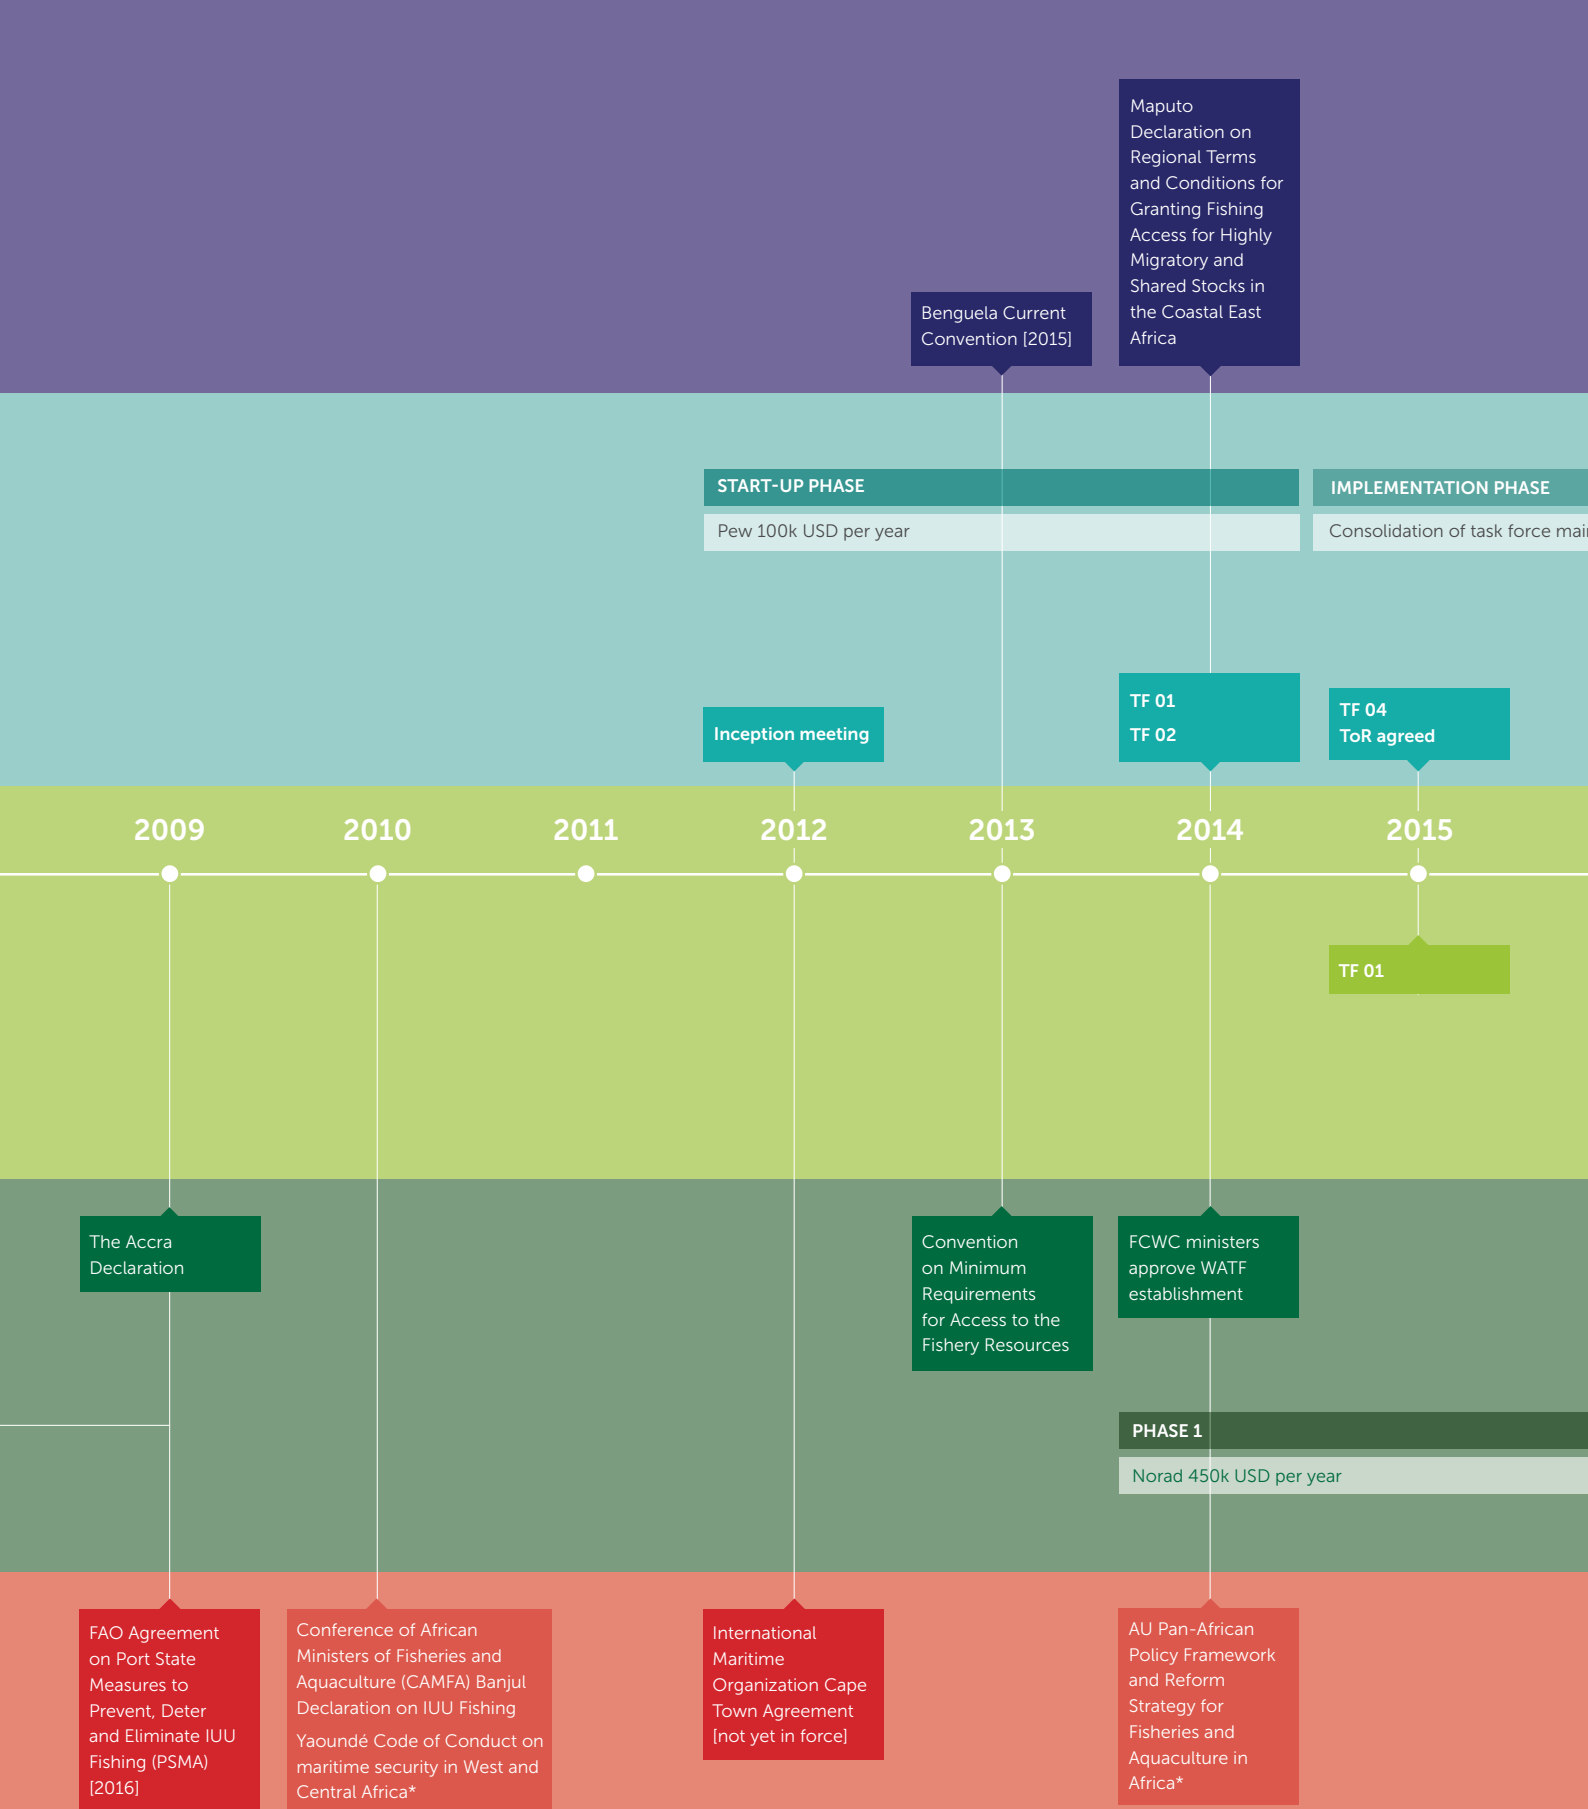 Maputo
Declaration on
Regional Terms
and Conditions for
Granting Fishing
Access for Highly
Migratory and
Shared Stocks in
the Coastal East
Africa
Benguela Current
Convention [2015]
START-UP PHASE
IMPLEMENTATION PHASE
Pew 100k USD per year
Consolidation of task force mai
TF 01
TF 02
TF 04
ToR agreed
Inception meeting
2009
2010
2011
2012
2013
2014
2015
TF 01
The Accra
Declaration
Convention
on Minimum
Requirements
for Access to the
Fishery Resources
FCWC ministers
approve WATF
establishment
PHASE 1
Norad 450k USD per year
FAO Agreement
on Port State
Measures to
Prevent, Deter
and Eliminate IUU
Fishing (PSMA)
[2016]
Conference of African
Ministers of Fisheries and
Aquaculture (CAMFA) Banjul
Declaration on IUU Fishing
Yaoundé Code of Conduct on
maritime security in West and
Central Africa*
International
Maritime
Organization Cape
Town Agreement
[not yet in force]
AU Pan-African
Policy Framework
and Reform
Strategy for
Fisheries and
Aquaculture in
Africa*